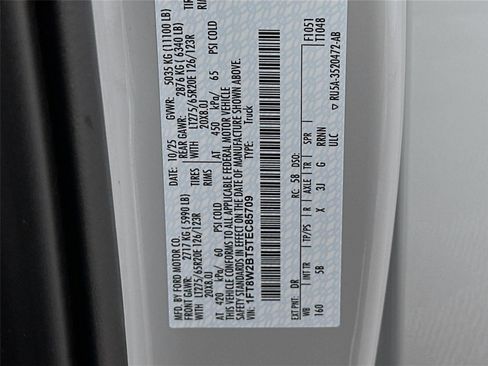 MFD. BY FORD MOTOR CO.
10/25
GVWR: 5035 KG (11100 LB)
FRONT GAWR: 2717 KG ( 5990 LB)
REAR GAWR: 2876 KG ( 6340 LB)
WITH LT275/65R20E 126/123R TIRES
WITH LT275/65R20E 126/123R
20X8.0J RIMS
20X8.0J
AT 420 kPa/ 60 PSI COLD
AT 450 kPa/ 65 PSI COLD
THIS VEHICLE CONFORMS TO ALL APPLICABLE FEDERAL MOTOR VEHICLE
SAFETY STANDARDS IN EFFECT ON THE DATE OF MANUFACTURE SHOWN ABOVE.
VIN: 1FT8W2BT5TEC85709
TYPE: Truck
F1051
T1048
EXT PNT: DR RC: 58 DSO:
WB INT TR TP/PS R AXLE TR SPR
160 5B X 3J G RRNN
ULC
RU5A-3520472-AB